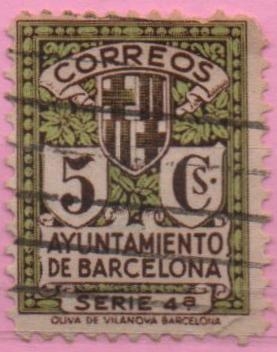 CORREOS
5 Cs.
AYUNTAMIENTO
DE BARCELONA
SERIE 4ª
OLIVA DE VILANOVA BARCELONA